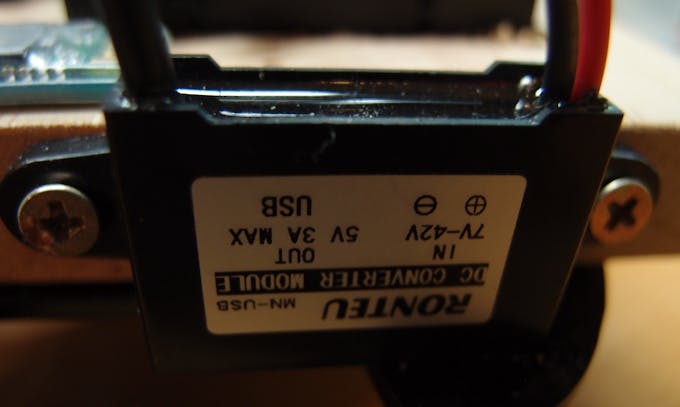 RONTEU MN-USB
DC CONVERTER MODULE
IN OUT
7V-42V 5V 3A MAX
⊕ ⊖ USB